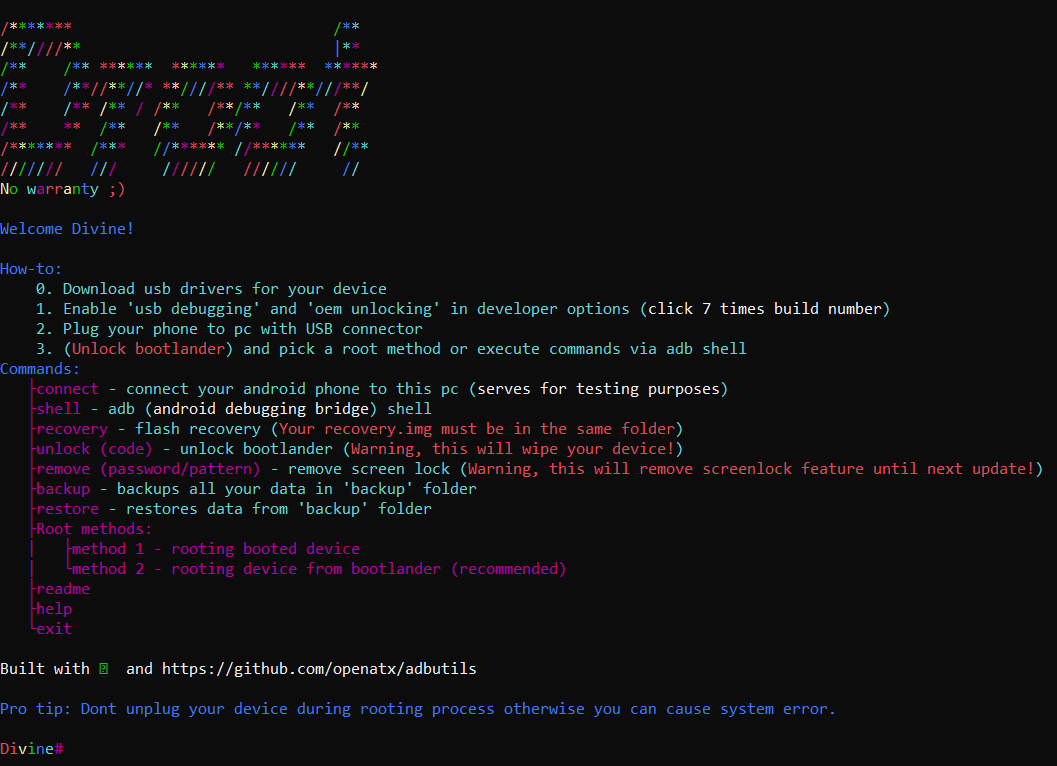 No warranty ;)
Welcome Divine!
How-to:
0. Download usb drivers for your device
1. Enable 'usb debugging' and 'oem unlocking' in developer options (click 7 times build number)
2. Plug your phone to pc with USB connector
3. (Unlock bootlander) and pick a root method or execute commands via adb shell
Commands:
├connect - connect your android phone to this pc (serves for testing purposes)
├shell - adb (android debugging bridge) shell
├recovery - flash recovery (Your recovery.img must be in the same folder)
├unlock (code) - unlock bootlander (Warning, this will wipe your device!)
├remove (password/pattern) - remove screen lock (Warning, this will remove screenlock feature until next update!)
├backup - backups all your data in 'backup' folder
├restore - restores data from 'backup' folder
├Root methods:
│   ├method 1 - rooting booted device
│   └method 2 - rooting device from bootlander (recommended)
├readme
├help
└exit
Built with and https://github.com/openatx/adbutils
Pro tip: Dont unplug your device during rooting process otherwise you can cause system error.
Divine#